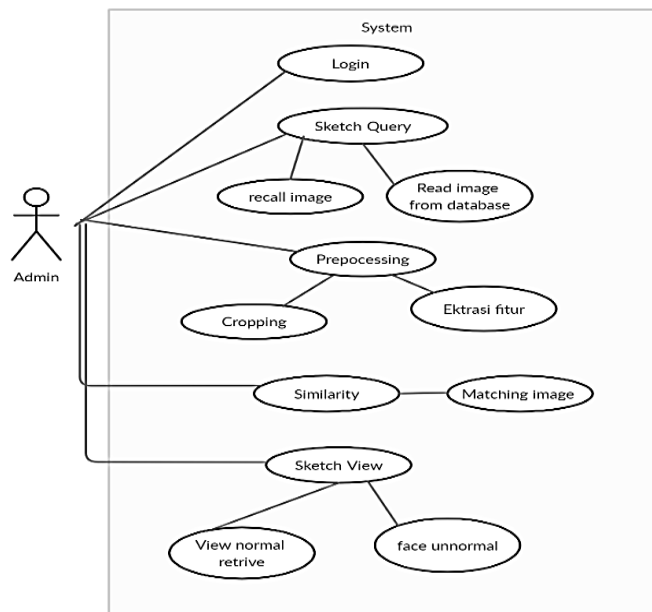 System
Login
Sketch Query
recall image
Read image
from database
Admin
Prepocessing
Cropping
Ektrasi fitur
Similarity
Matching image
Sketch View
View normal
retrive
face unnormal